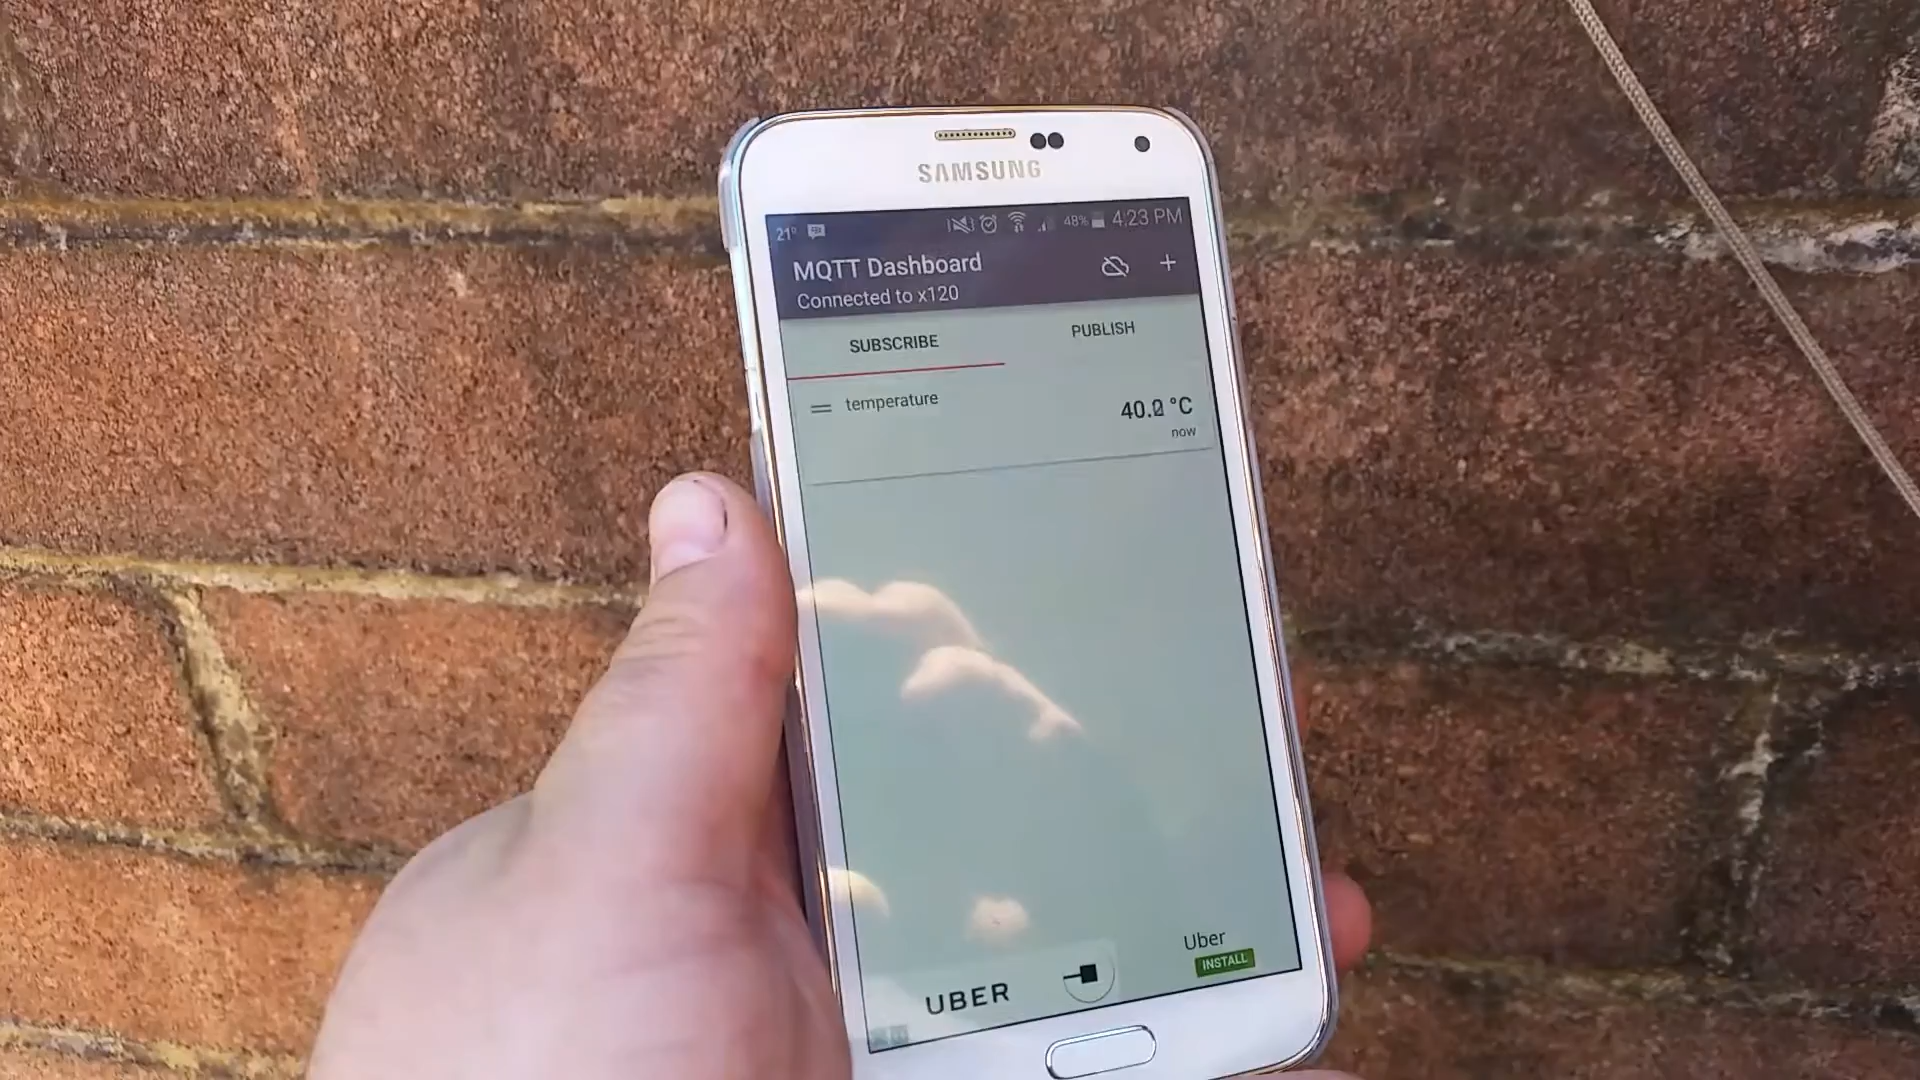 SAMSUNG
21° 48% 4:23 PM
MQTT Dashboard
Connected to x120
SUBSCRIBE PUBLISH
temperature
°C
now
Uber
INSTALL
UBER